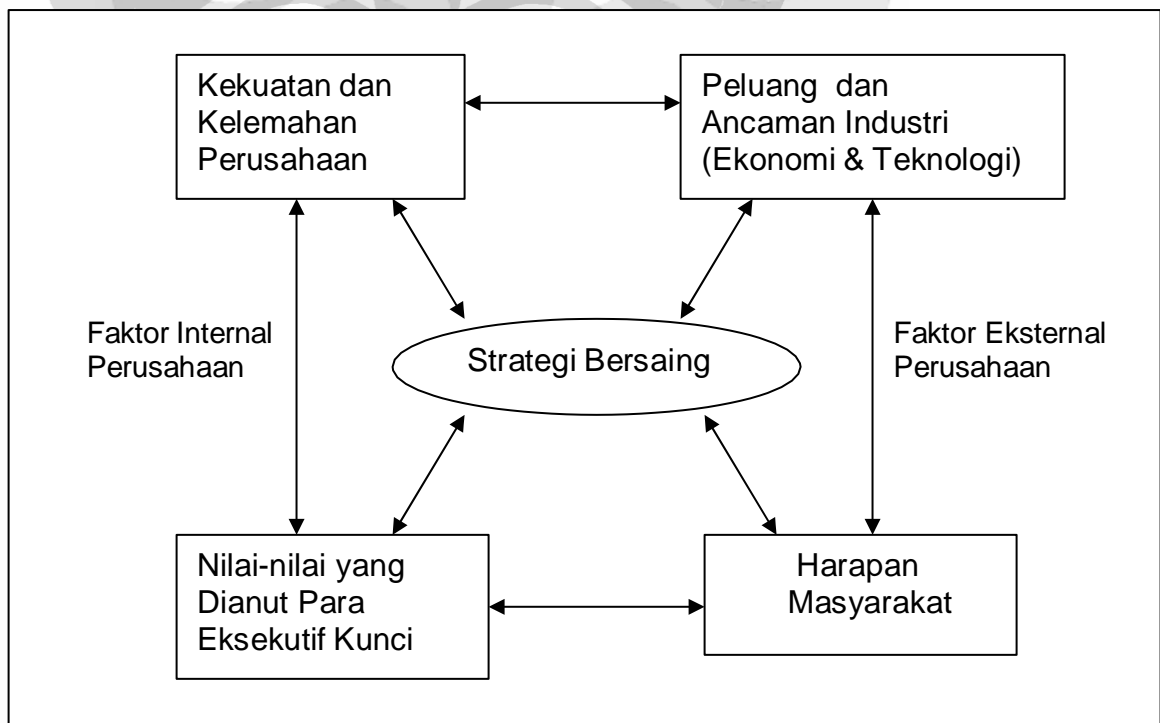 Kekuatan dan
Kelemahan
Perusahaan
Peluang dan
Ancaman Industri
(Ekonomi & Teknologi)
Faktor Internal
Perusahaan
Strategi Bersaing
Faktor Eksternal
Perusahaan
Nilai-nilai yang
Dianut Para
Eksekutif Kunci
Harapan
Masyarakat